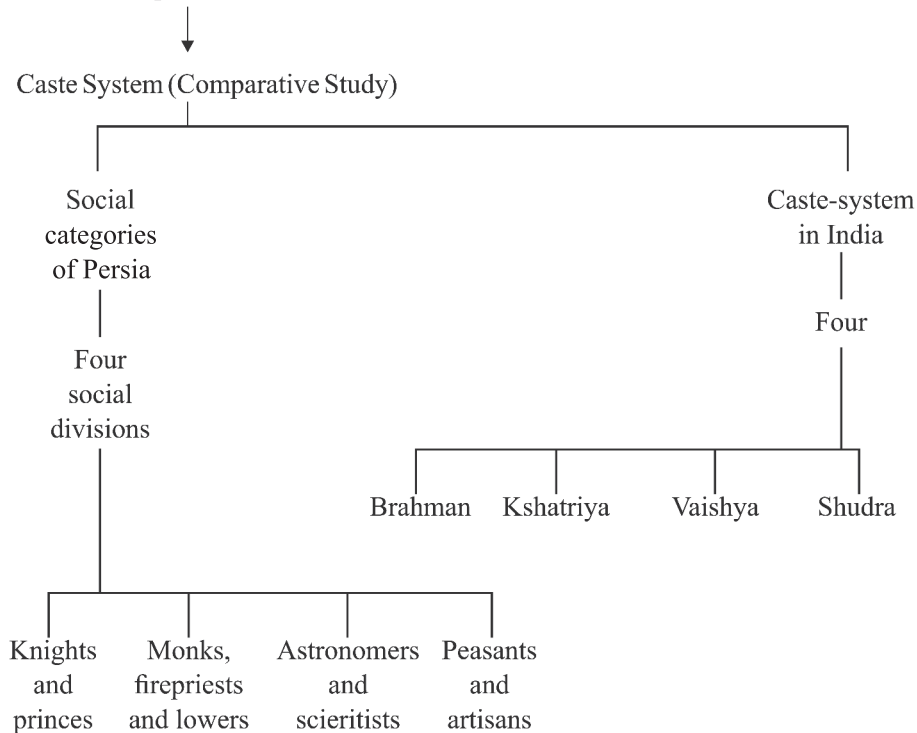 Caste System (Comparative Study)
Social
categories
of Persia
Caste-system
in India
Four
Four
social
divisions
Brahman Kshatriya Vaishya Shudra
Knights
and
princes
Monks,
firepriests
and lowers
Astronomers
and
scieritists
Peasants
and
artisans